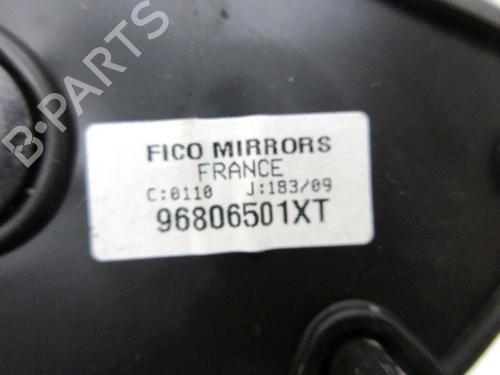 B-PARTS
FICO MIRRORS
FRANCE
C:0110 J:183/09
96806501XT